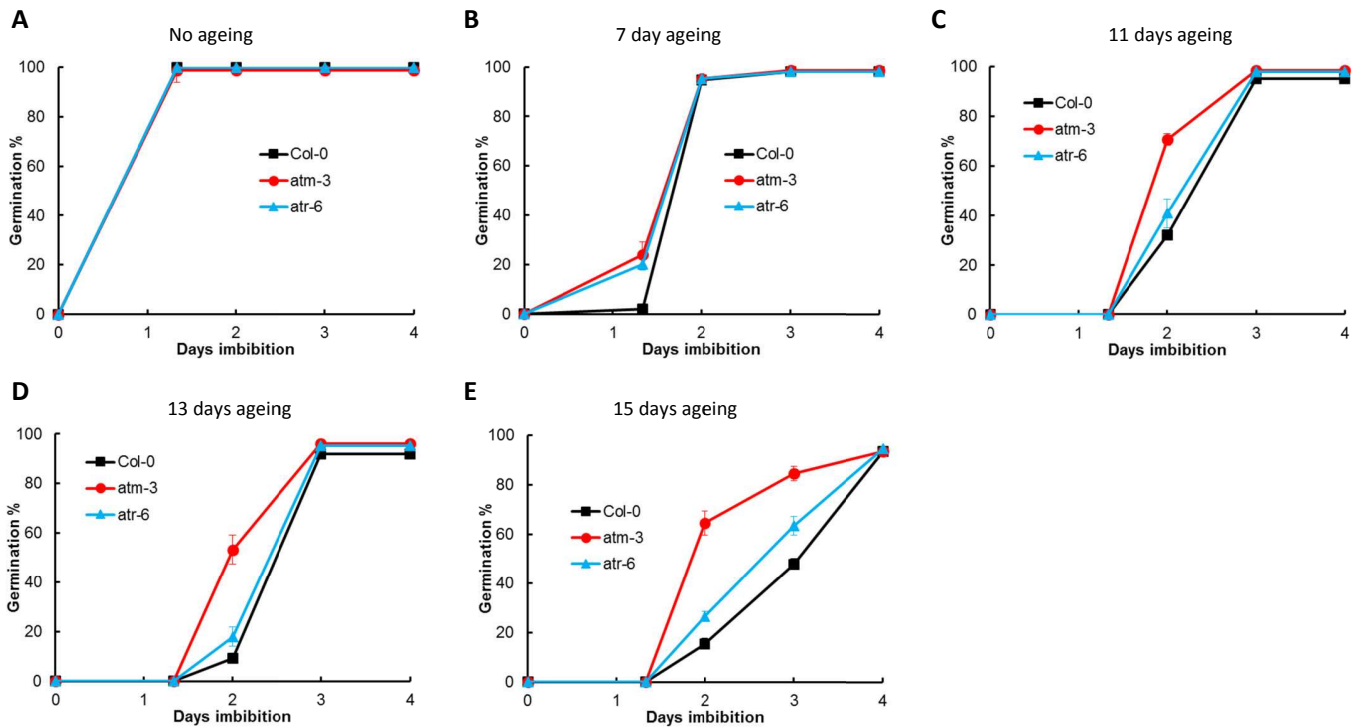 A
No ageing
Germination %
100
80
60
40
20
0
Col-0
atm-3
atr-6
0 1 2 3 4
Days imbibition
B
7 day ageing
Germination %
100
80
60
40
20
0
Col-0
atm-3
atr-6
0 1 2 3 4
Days imbibition
C
11 days ageing
Germination %
100
80
60
40
20
0
Col-0
atm-3
atr-6
0 1 2 3 4
Days imbibition
D
13 days ageing
Germination %
100
80
60
40
20
0
Col-0
atm-3
atr-6
0 1 2 3 4
Days imbibition
E
15 days ageing
Germination %
100
80
60
40
20
0
Col-0
atm-3
atr-6
0 1 2 3 4
Days imbibition